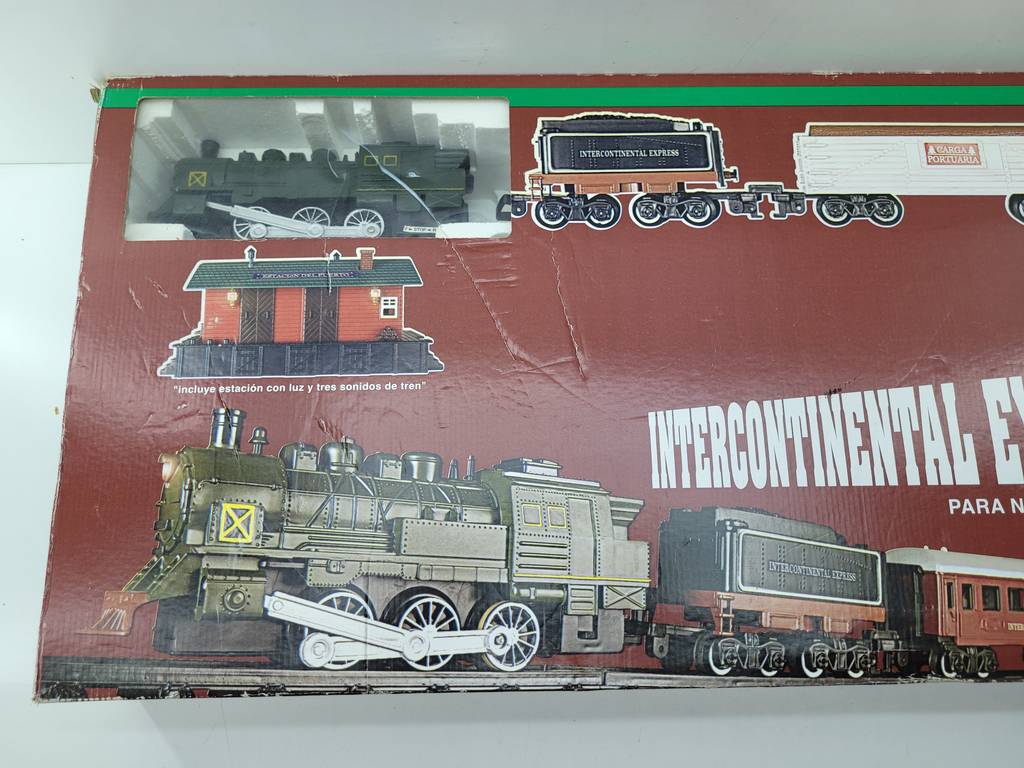 INTERCONTINENTAL EXPRESS
CARGA
PORTUARIA
ESTACION DEL PUERTO
"incluye estación con luz y tres sonidos de tren"
INTERCONTINENTAL E
PARA N
INTERCONTINENTAL EXPRESS
INTER